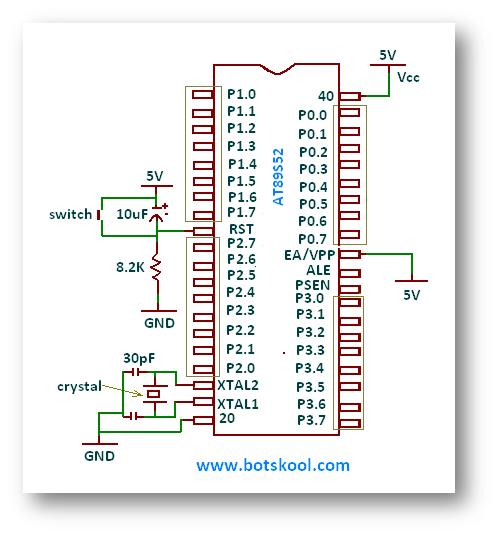 5V
Vcc
40
P1.0
P1.1
P1.2
P1.3
P1.4
P1.5
P1.6
P1.7
RST
P2.7
P2.6
P2.5
P2.4
P2.3
P2.2
P2.1
P2.0
XTAL2
XTAL1
20
AT89S52
P0.0
P0.1
P0.2
P0.3
P0.4
P0.5
P0.6
P0.7
EA/VPP
ALE
PSEN
P3.0
P3.1
P3.2
P3.3
P3.4
P3.5
P3.6
P3.7
5V
5V
switch
10uF
+
8.2K
GND
30pF
crystal
GND
www.botskool.com